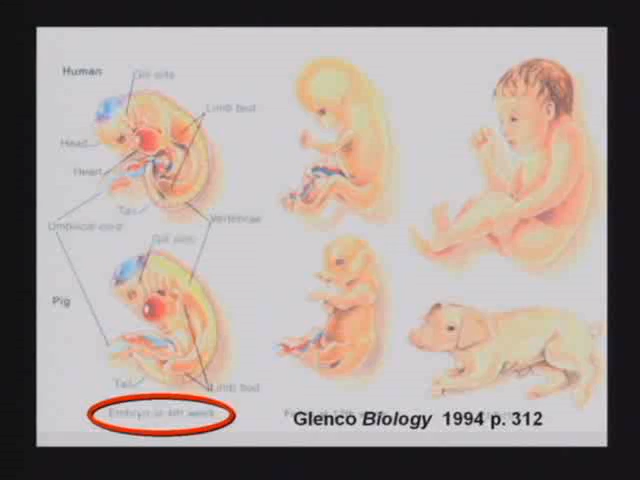 Human
Gill slits
Limb bud
Head
Heart
Tail
Vertebrae
Umbilical cord
Gill slits
Pig
Tail
Limb bud
Embryo at 4th week
Glenco Biology 1994 p. 312